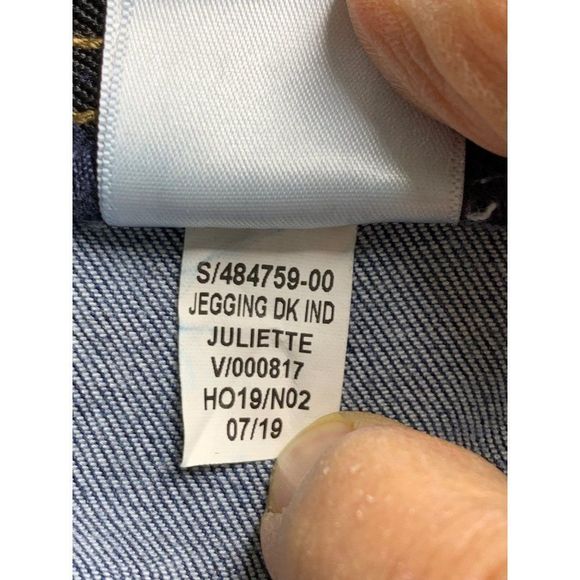 S/484759-00
JEGGING DK IND
JULIETTE
V/000817
HO19/N02
07/19